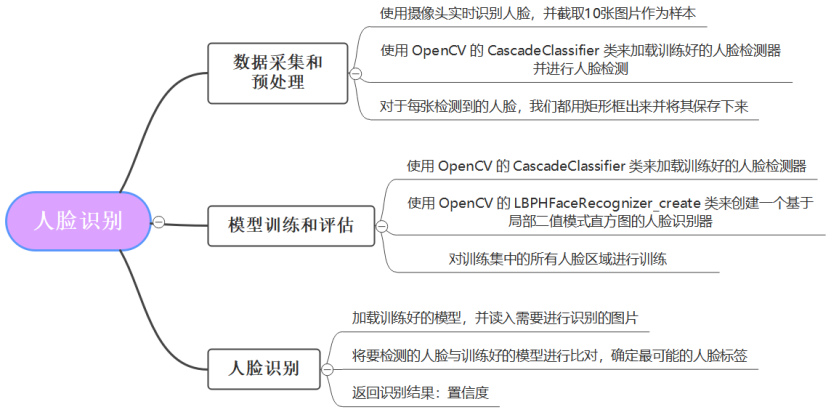 人脸识别
数据采集和
预处理
使用摄像头实时识别人脸，并截取10张图片作为样本
使用 OpenCV 的 CascadeClassifier 类来加载训练好的人脸检测器
并进行人脸检测
对于每张检测到的人脸，我们都用矩形框出来并将其保存下来
模型训练和评估
使用 OpenCV 的 CascadeClassifier 类来加载训练好的人脸检测器
使用 OpenCV 的 LBPHFaceRecognizer_create 类来创建一个基于
局部二值模式直方图的人脸识别器
对训练集中的所有人脸区域进行训练
人脸识别
加载训练好的模型，并读入需要进行识别的图片
将要检测的人脸与训练好的模型进行比对，确定最可能的人脸标签
返回识别结果：置信度